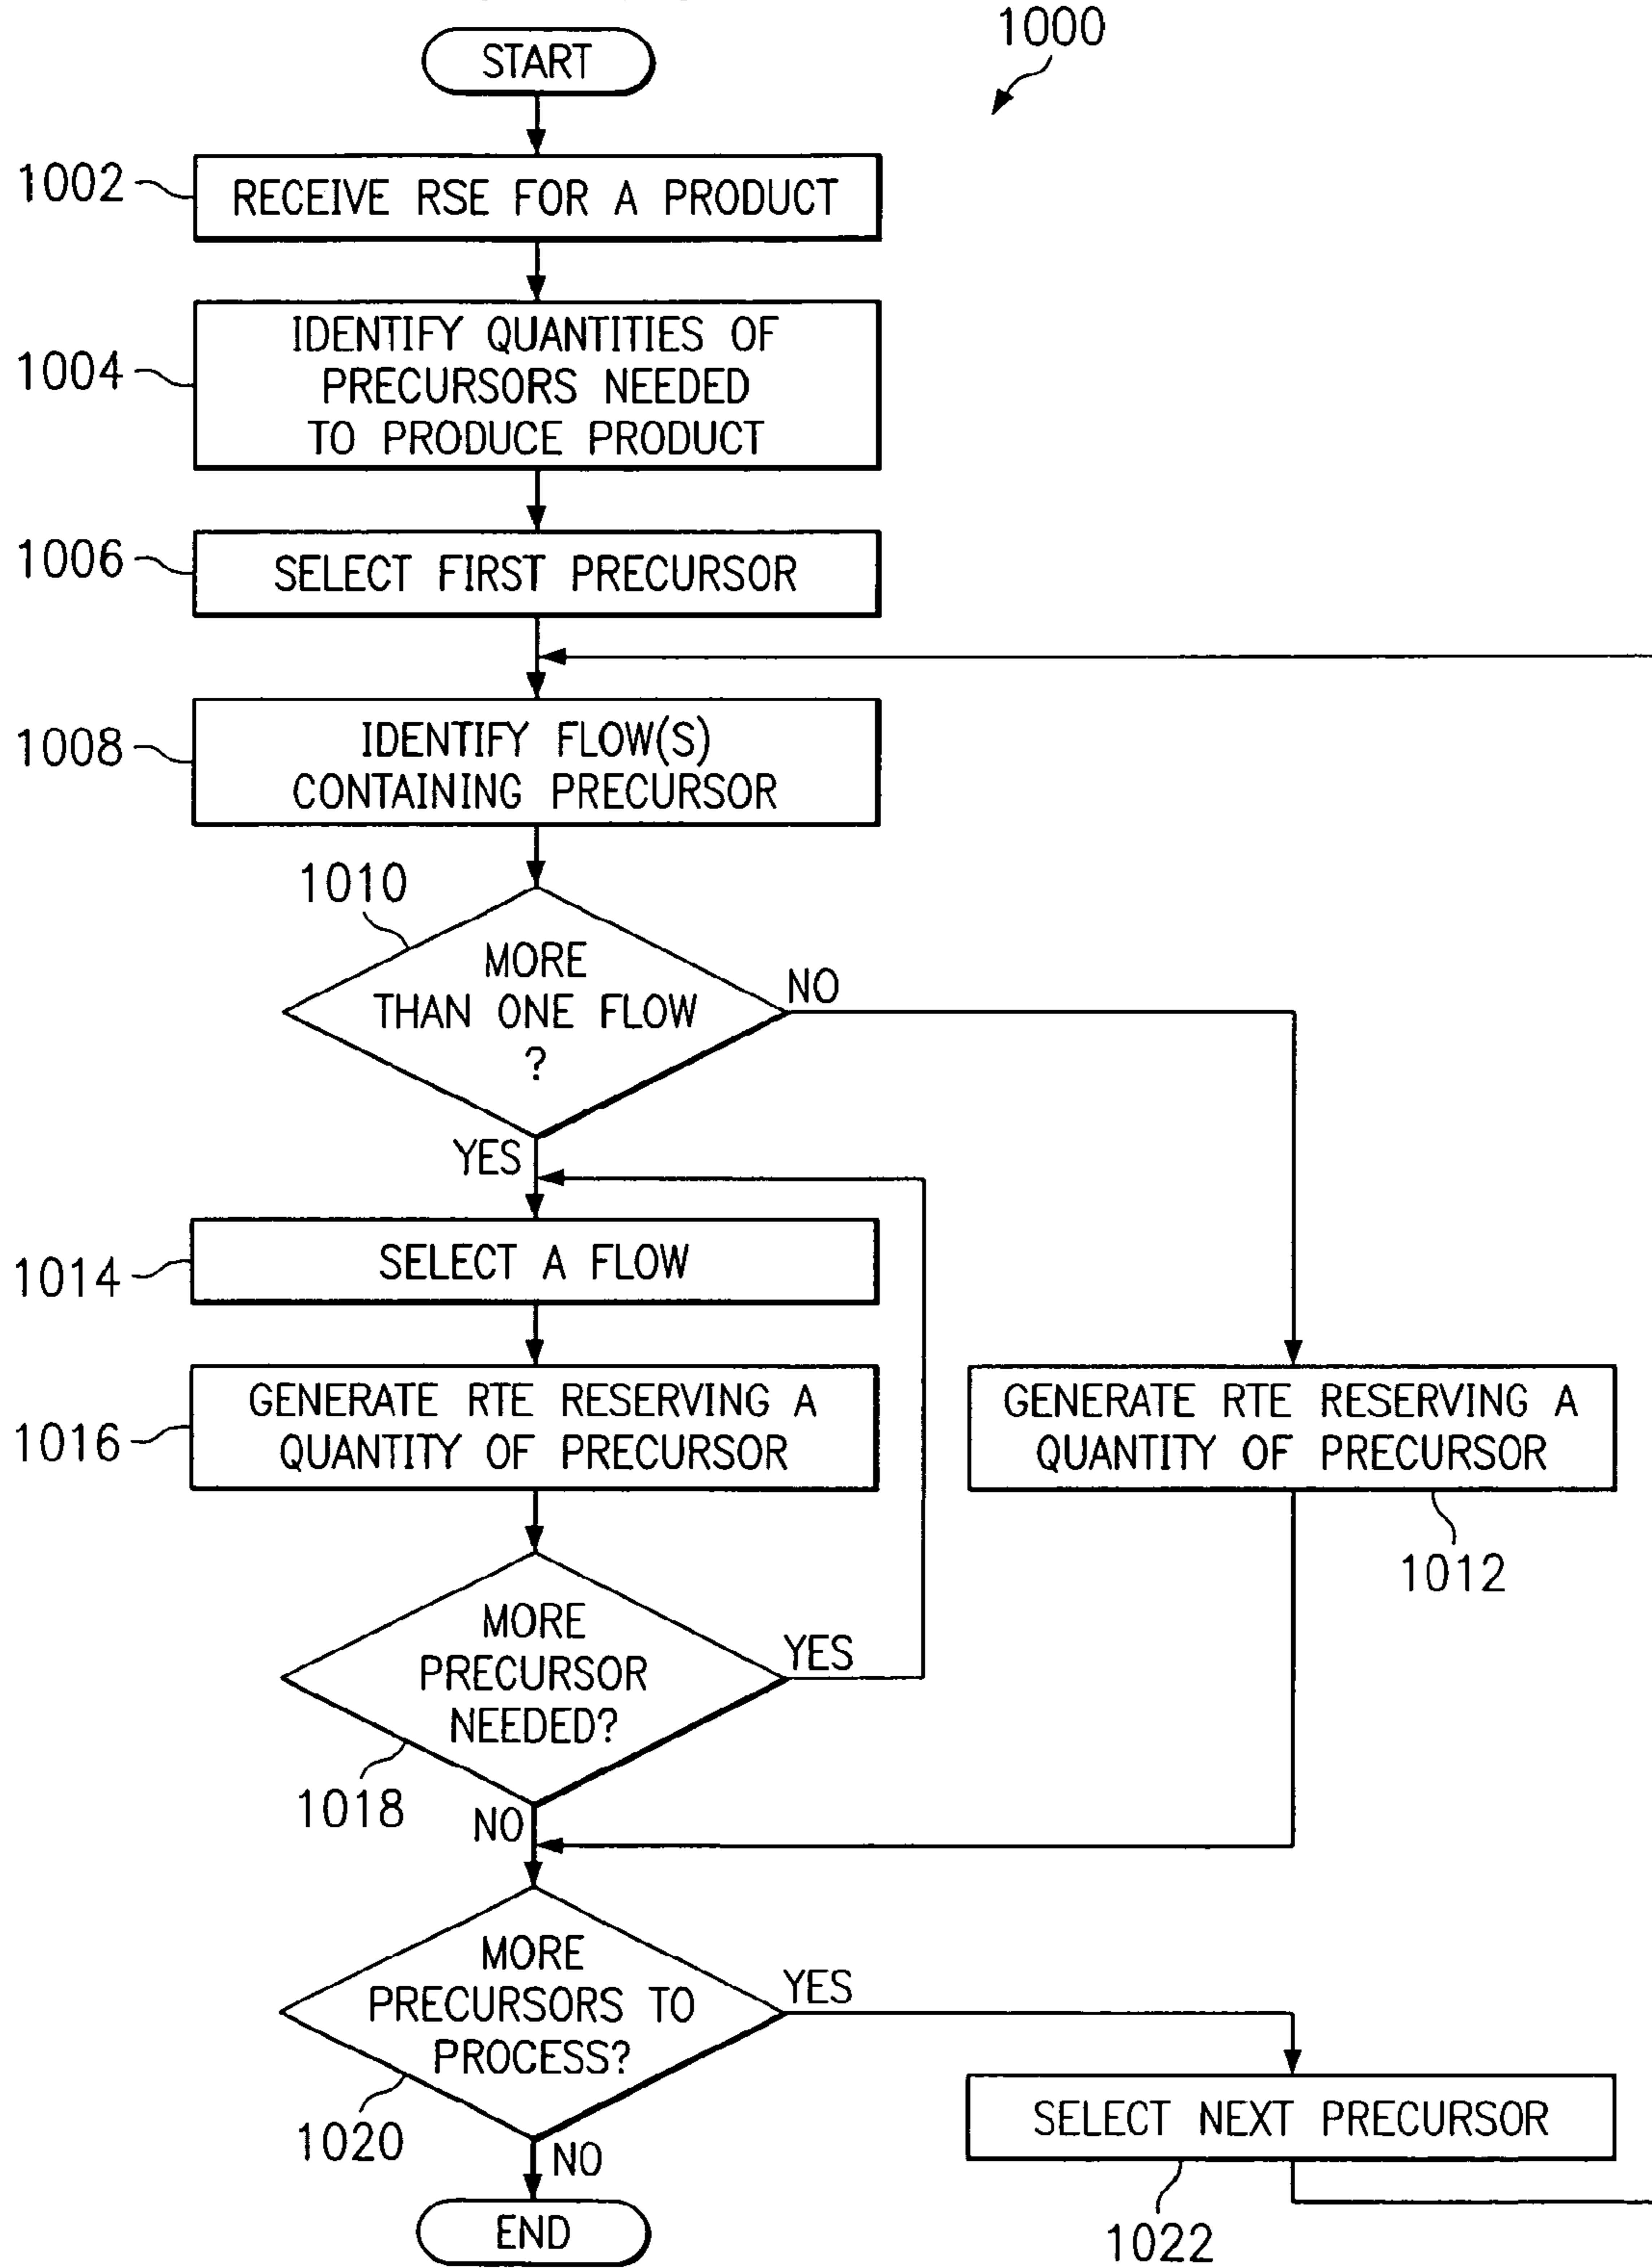 1000
START
1002
RECEIVE RSE FOR A PRODUCT
1004
IDENTIFY QUANTITIES OF
PRECURSORS NEEDED
TO PRODUCE PRODUCT
1006
SELECT FIRST PRECURSOR
1008
IDENTIFY FLOW(S)
CONTAINING PRECURSOR
1010
MORE
THAN ONE FLOW
?
NO
YES
1014
SELECT A FLOW
1016
GENERATE RTE RESERVING A
QUANTITY OF PRECURSOR
GENERATE RTE RESERVING A
QUANTITY OF PRECURSOR
1012
MORE
PRECURSOR
NEEDED?
YES
1018
NO
MORE
PRECURSORS TO
PROCESS?
YES
1020
NO
SELECT NEXT PRECURSOR
1022
END